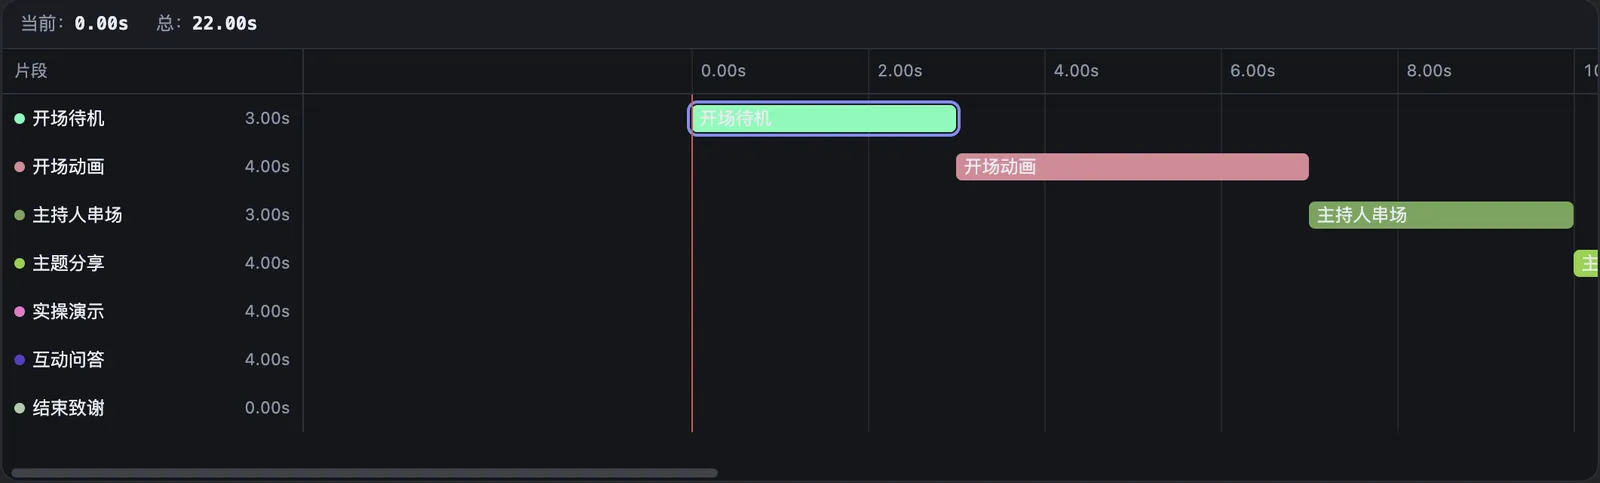 当前: 0.00s 总: 22.00s
片段 0.00s 2.00s 4.00s 6.00s 8.00s
开场待机 3.00s 开场待机
开场动画 4.00s 开场动画
主持人串场 3.00s 主持人串场
主题分享 4.00s 主
实操演示 4.00s
互动问答 4.00s
结束致谢 0.00s